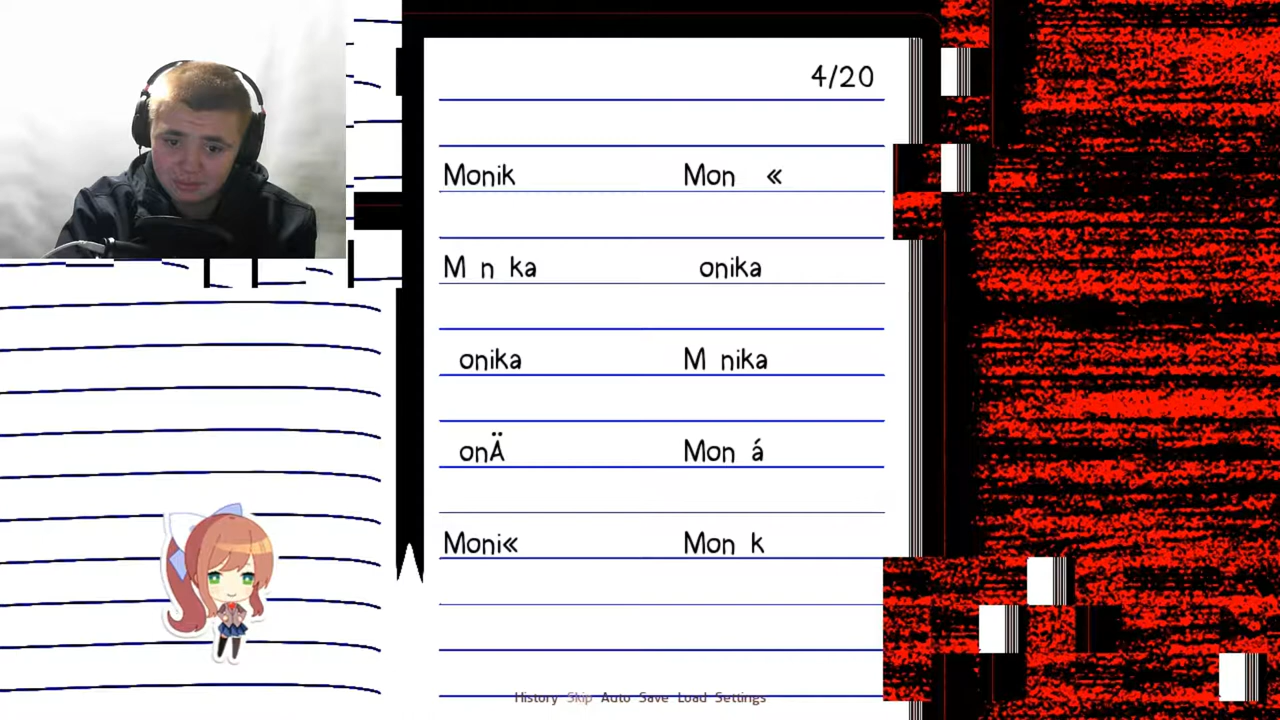 4/20
Monik Mon «
M n ka onika
onika M nika
onÄ Mon á
Moni« Mon k
History Skip Auto Save Load Settings